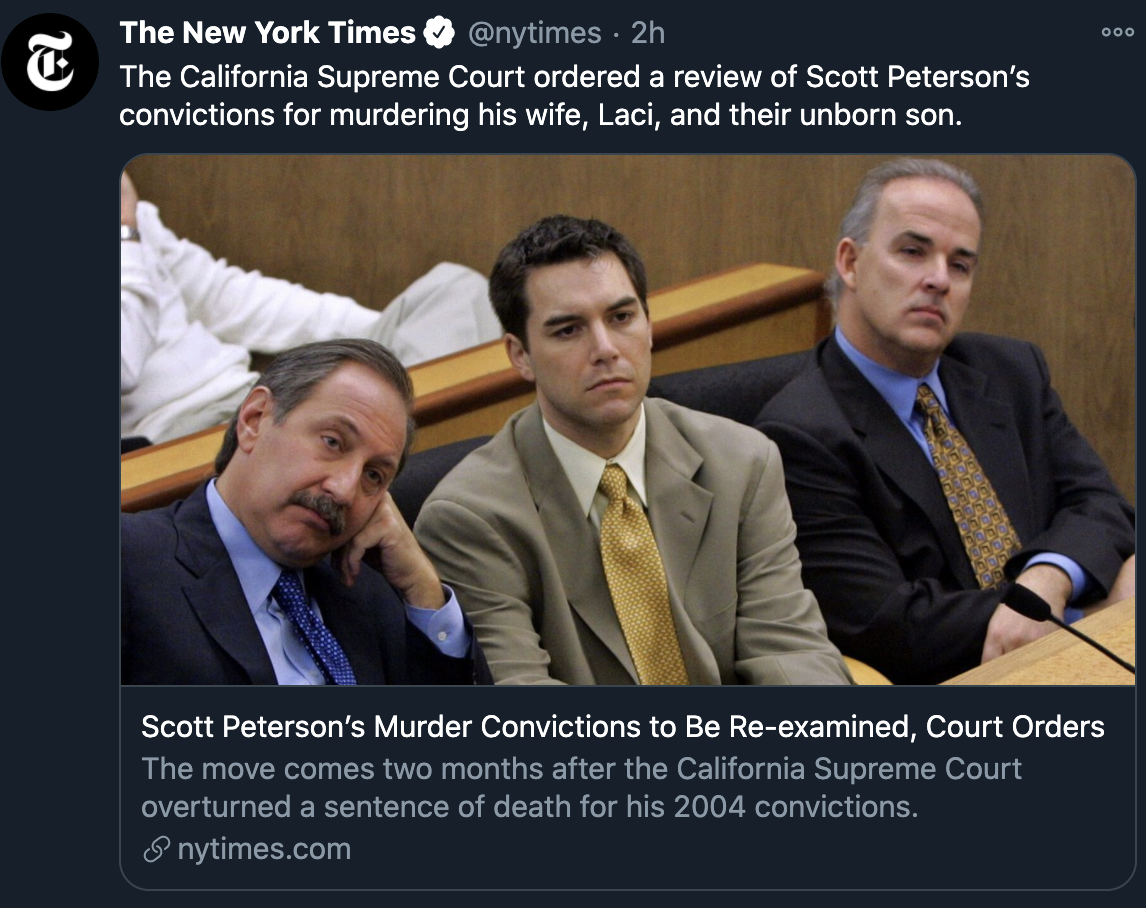 The New York Times @nytimes · 2h
The California Supreme Court ordered a review of Scott Peterson’s
convictions for murdering his wife, Laci, and their unborn son.
Scott Peterson’s Murder Convictions to Be Re-examined, Court Orders
The move comes two months after the California Supreme Court
overturned a sentence of death for his 2004 convictions.
nytimes.com